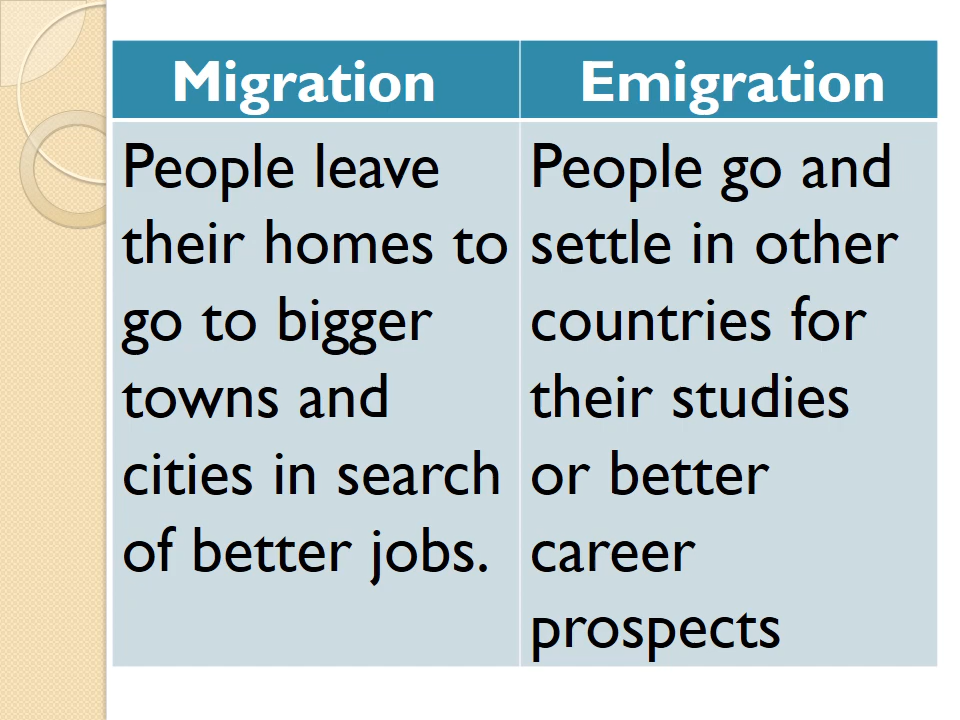 Migration
Emigration
People leave
their homes to
go to bigger
towns and
cities in search
of better jobs.
People go and
settle in other
countries for
their studies
or better
career
prospects